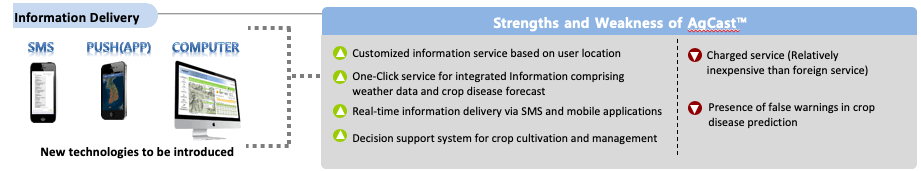 Information Delivery
SMS
PUSH(APP)
COMPUTER
New technologies to be introduced
Strengths and Weakness of AgCast™
Customized information service based on user location
One-Click service for integrated Information comprising
weather data and crop disease forecast
Real-time information delivery via SMS and mobile applications
Decision support system for crop cultivation and management
Charged service (Relatively
inexpensive than foreign service)
Presence of false warnings in crop
disease prediction